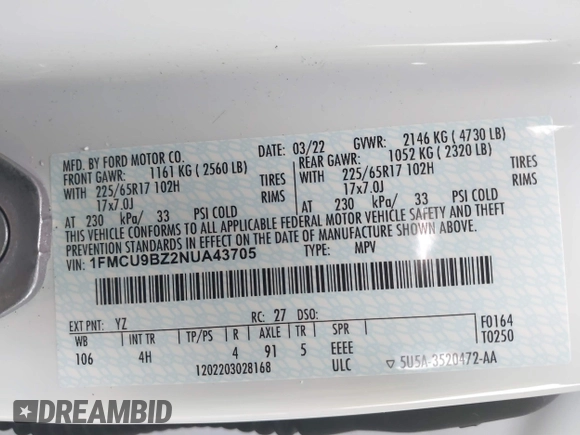 MFD. BY FORD MOTOR CO. DATE: 03/22 GVWR: 2146 KG ( 4730 LB)
FRONT GAWR: 1161 KG ( 2560 LB) REAR GAWR: 1052 KG ( 2320 LB)
WITH 225/65R17 102H TIRES WITH 225/65R17 102H TIRES
17x7.0J RIMS 17x7.0J RIMS
AT 230 kPa/ 33 PSI COLD AT 230 kPa/ 33 PSI COLD
THIS VEHICLE CONFORMS TO ALL APPLICABLE FEDERAL MOTOR VEHICLE SAFETY AND THEFT
PREVENTION STANDARDS IN EFFECT ON THE DATE OF MANUFACTURE SHOWN ABOVE.
VIN: 1FMCU9BZ2NUA43705 TYPE: MPV
EXT PNT: YZ RC: 27 DSO: F0164
WB INT TR TP/PS R AXLE TR SPR T0250
106 4H 4 91 5 EEEE
1202203028168 ULC ▽ 5U5A-3520472-AA
DREAMBID